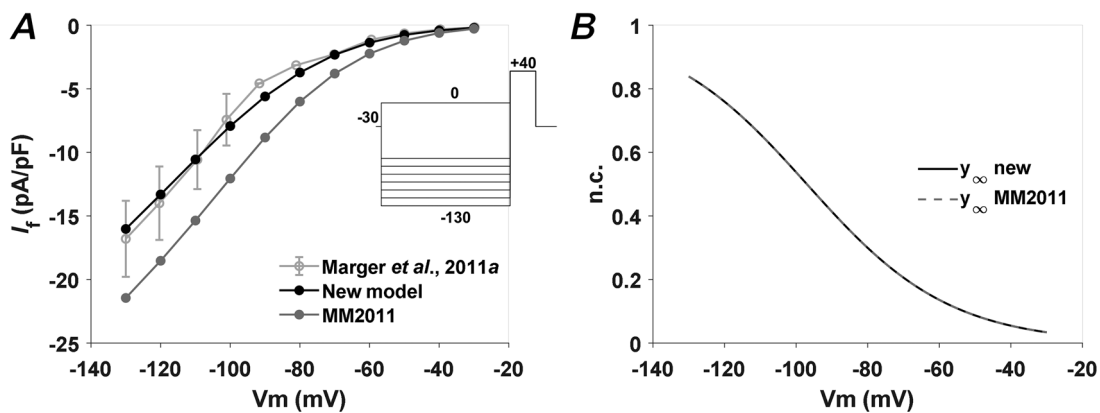 A
0
-5
-10
-15
-20
-25
I_f (pA/pF)
-140
-120
-100
-80
-60
-40
-20
Vm (mV)
+40
0
-30
-130
Marger et al., 2011a
New model
MM2011
B
1
0.8
0.6
0.4
0.2
0
n.c.
-140
-120
-100
-80
-60
-40
-20
Vm (mV)
y∞ new
y∞ MM2011